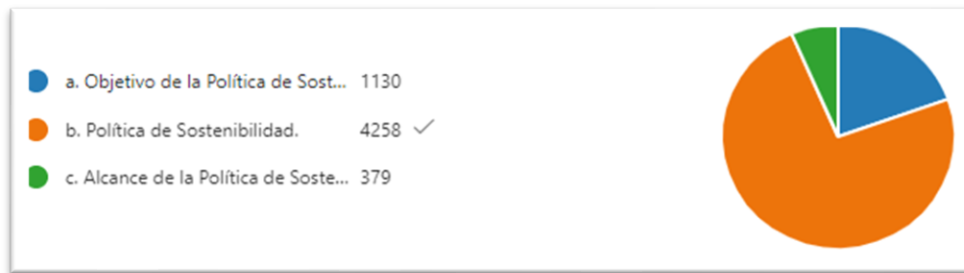 a. Objetivo de la Política de Sost... 1130
b. Política de Sostenibilidad. 4258
c. Alcance de la Política de Soste... 379